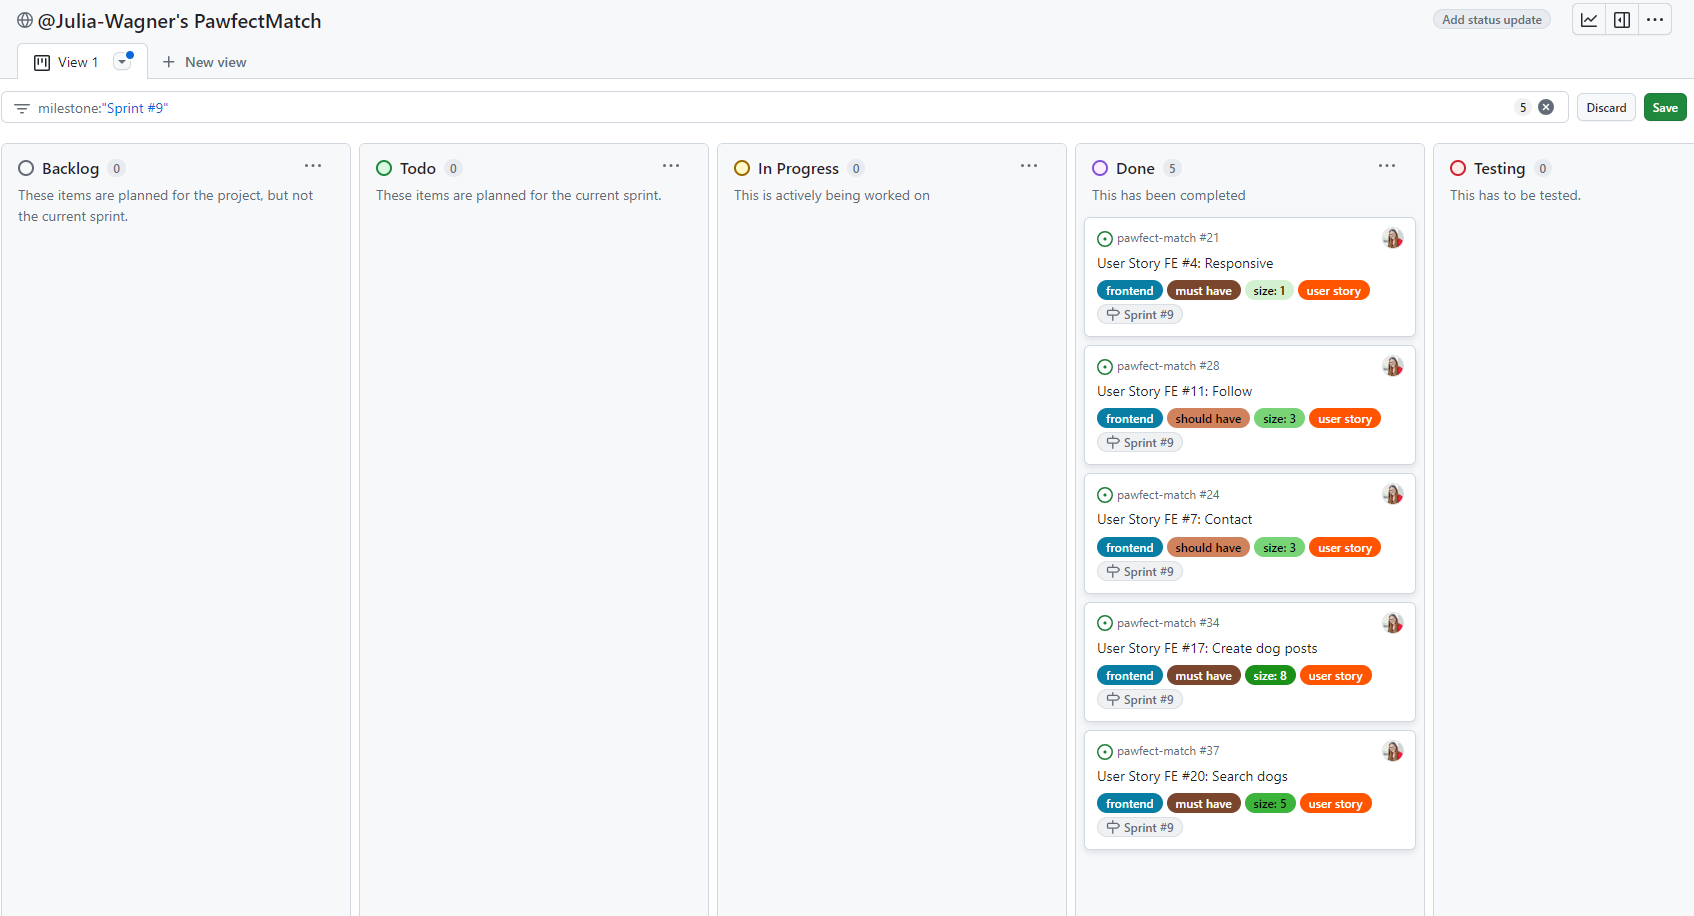 @Julia-Wagner's PawfectMatch
Add status update
View 1
New view
milestone:"Sprint #9"
5
Discard
Save
Backlog 0
These items are planned for the project, but not
the current sprint.
Todo 0
These items are planned for the current sprint.
In Progress 0
This is actively being worked on
Done 5
This has been completed
pawfect-match #21
User Story FE #4: Responsive
frontend must have size: 1 user story
Sprint #9
pawfect-match #28
User Story FE #11: Follow
frontend should have size: 3 user story
Sprint #9
pawfect-match #24
User Story FE #7: Contact
frontend should have size: 3 user story
Sprint #9
pawfect-match #34
User Story FE #17: Create dog posts
frontend must have size: 8 user story
Sprint #9
pawfect-match #37
User Story FE #20: Search dogs
frontend must have size: 5 user story
Sprint #9
Testing 0
This has to be tested.